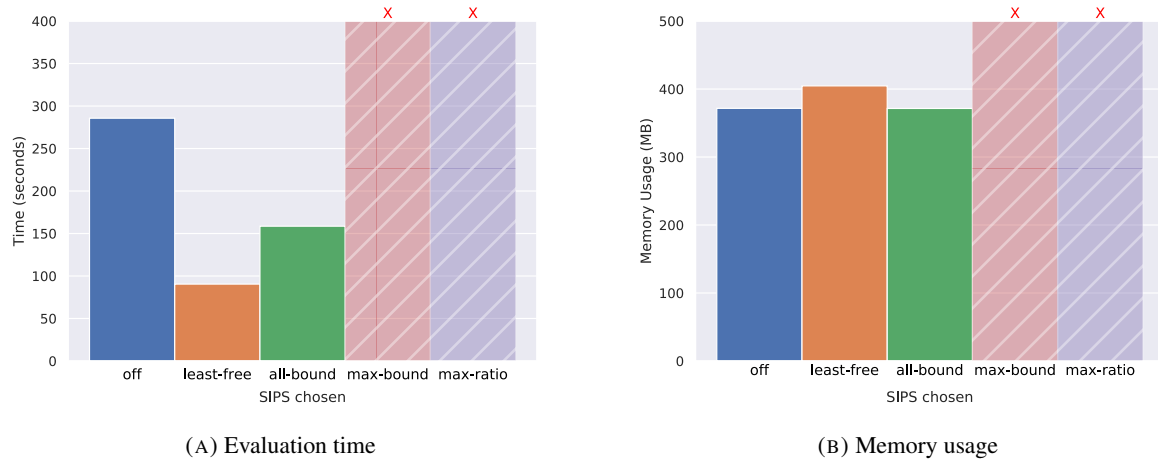 X X
400
350
300
250
200
150
100
50
0
Time (seconds)
off least-free all-bound max-bound max-ratio
SIPS chosen
(A) Evaluation time
X X
500
400
300
200
100
0
Memory Usage (MB)
off least-free all-bound max-bound max-ratio
SIPS chosen
(B) Memory usage